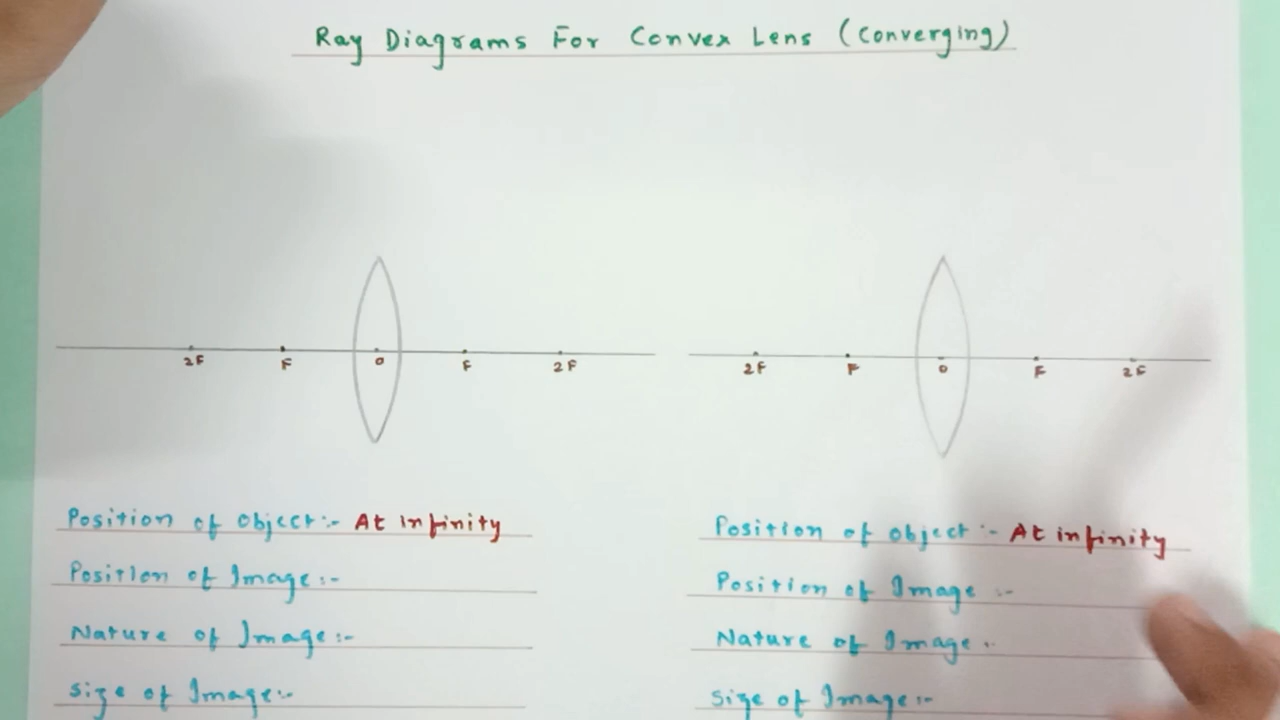 Ray Diagrams For Convex Lens (Converging)
2F F O F 2F
2F F O F 2F
Position of Object:- At infinity
Position of Image:-
Nature of Image:-
Size of Image:-
Position of Object:- At infinity
Position of Image:-
Nature of Image:-
Size of Image:-